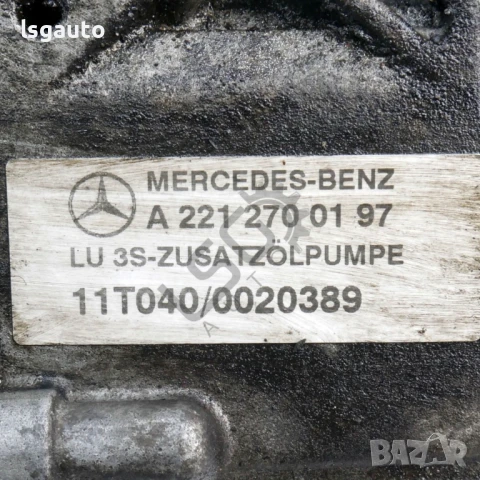 lsgauto
MERCEDES-BENZ
A 221 270 01 97
LU 3S-ZUSATZÖLPUMPE
11T040/0020389
BAZAR